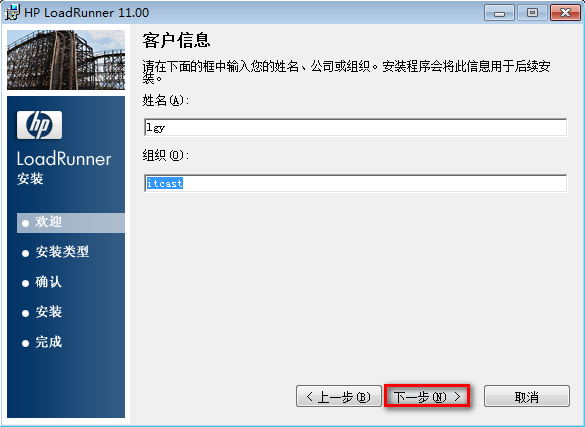 HP LoadRunner 11.00
客户信息
请在下面的框中输入您的姓名、公司或组织。安装程序会将此信息用于后续安
装。
姓名(A):
lgy
组织(O):
itcast
hp
LoadRunner
安装
欢迎
安装类型
确认
安装
完成
< 上一步(B)
下一步(N) >
取消